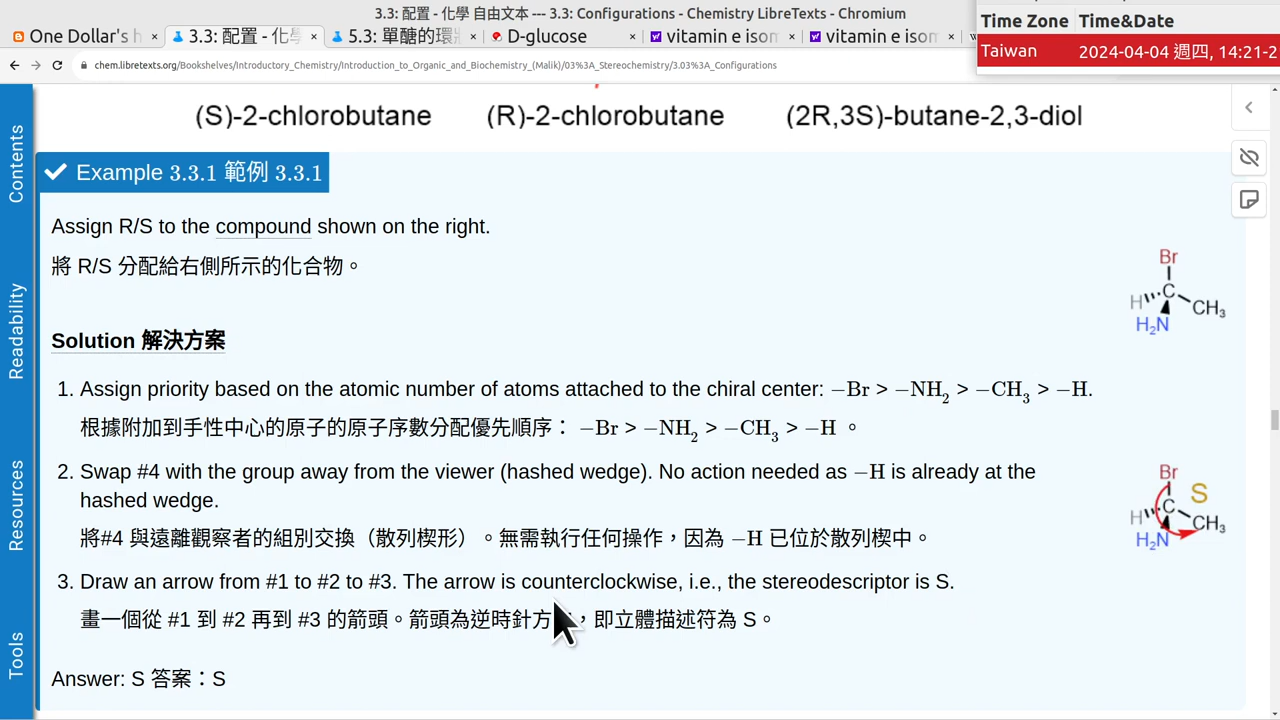 3.3: 配置 - 化學 自由文本 --- 3.3: Configurations - Chemistry LibreTexts - Chromium
Time Zone Time&Date
Taiwan 2024-04-04 週四, 14:21-2
One Dollar's h × 3.3: 配置 - 化學 × 5.3: 單醣的環 × D-glucose × vitamin e isom × vitamin e isom ×
chem.libretexts.org/Bookshelves/Introductory_Chemistry/Introduction_to_Organic_and_Biochemistry_(Malik)/03%3A_Stereochemistry/3.03%3A_Configurations
Contents
Readability
Resources
Tools
(S)-2-chlorobutane (R)-2-chlorobutane (2R,3S)-butane-2,3-diol
Example 3.3.1 範例 3.3.1
Assign R/S to the compound shown on the right.
將 R/S 分配給右側所示的化合物。
Br
H C CH3
H2N
Solution 解決方案
1. Assign priority based on the atomic number of atoms attached to the chiral center: −Br > −NH2 > −CH3 > −H.
根據附加到手性中心的原子的原子序數分配優先順序： −Br > −NH2 > −CH3 > −H 。
2. Swap #4 with the group away from the viewer (hashed wedge). No action needed as −H is already at the
hashed wedge.
將#4 與遠離觀察者的組別交換（散列楔形）。無需執行任何操作，因為 −H 已位於散列楔中。
Br S
H C CH3
H2N
3. Draw an arrow from #1 to #2 to #3. The arrow is counterclockwise, i.e., the stereodescriptor is S.
畫一個從 #1 到 #2 再到 #3 的箭頭。箭頭為逆時針方 ，即立體描述符為 S。
Answer: S 答案：S